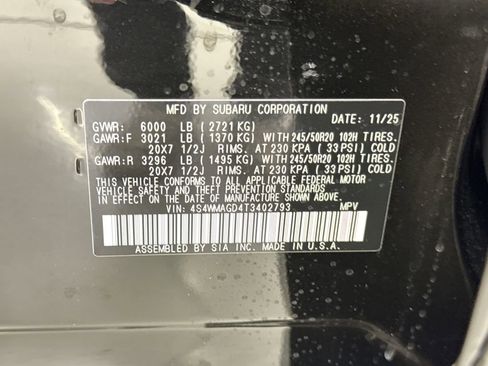 MFD BY SUBARU CORPORATION
GVWR: 6000 LB ( 2721 KG) DATE: 11/25
GAWR:F 3021 LB ( 1370 KG) WITH 245/50R20 102H TIRES.
20X7 1/2J RIMS. AT 230 KPA ( 33 PSI) COLD
GAWR:R 3296 LB ( 1495 KG) WITH 245/50R20 102H TIRES.
20X7 1/2J RIMS. AT 230 KPA ( 33 PSI) COLD
THIS VEHICLE CONFORMS TO ALL APPLICABLE FEDERAL MOTOR
VEHICLE SAFETY AND THEFT PREVENTION STANDARDS IN
EFFECT ON THE DATE OF MANUFACTURE SHOWN ABOVE.
VIN: 4S4WMAGD4T3402793 MPV
ASSEMBLED BY SIA INC. MADE IN U.S.A.